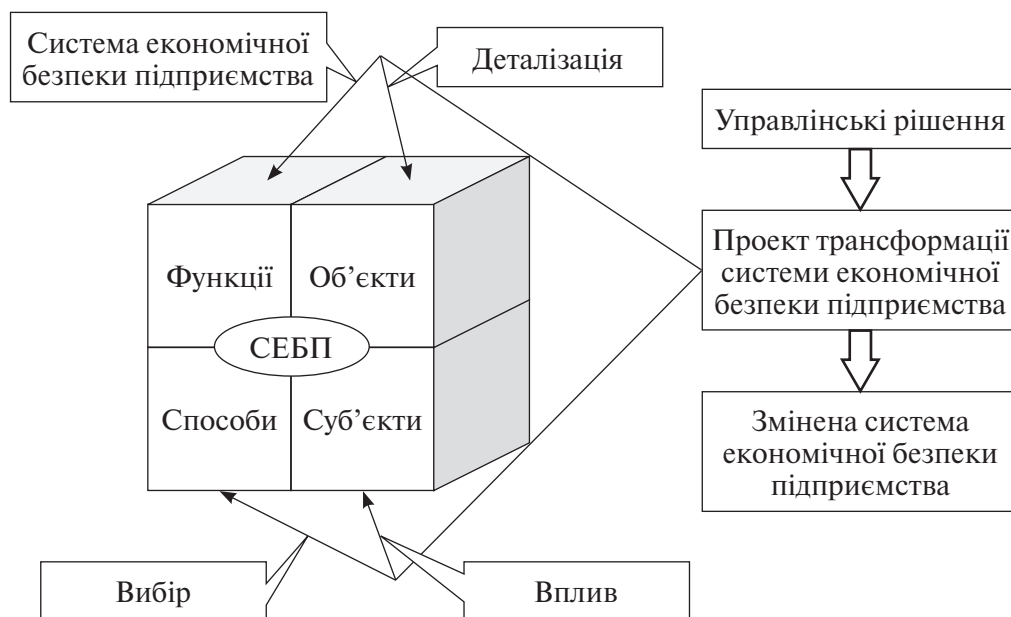 Система економічної
безпеки підприємства
Деталізація
Управлінські рішення
Проект трансформації
системи економічної
безпеки підприємства
Функції
Об’єкти
СЕБП
Способи
Суб’єкти
Змінена система
економічної безпеки
підприємства
Вибір
Вплив